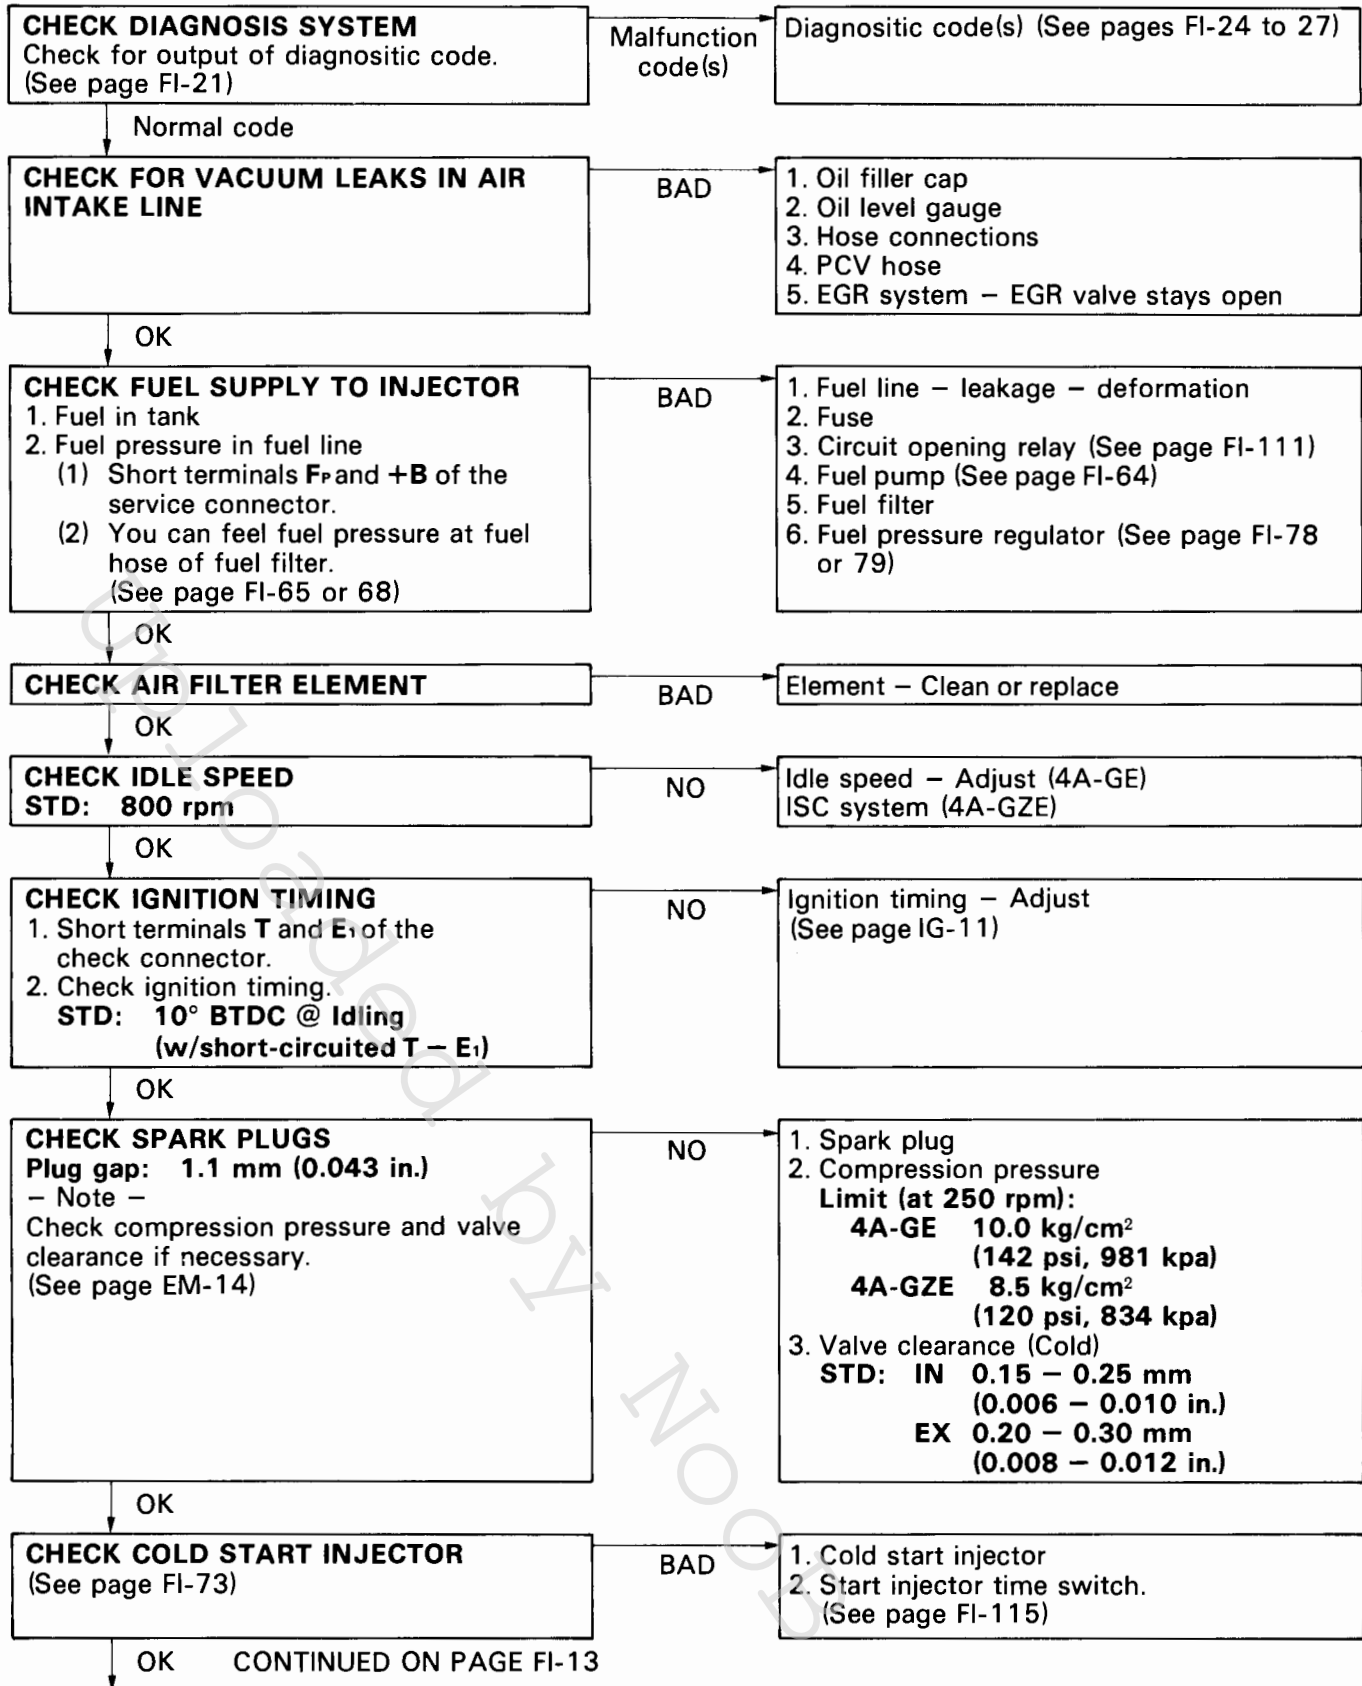 CHECK DIAGNOSIS SYSTEM
Check for output of diagnositic code.
(See page FI-21)
Malfunction
code(s)
Diagnositic code(s) (See pages FI-24 to 27)
Normal code
CHECK FOR VACUUM LEAKS IN AIR
INTAKE LINE
BAD
1. Oil filler cap
2. Oil level gauge
3. Hose connections
4. PCV hose
5. EGR system – EGR valve stays open
OK
CHECK FUEL SUPPLY TO INJECTOR
1. Fuel in tank
2. Fuel pressure in fuel line
(1) Short terminals FP and +B of the
service connector.
(2) You can feel fuel pressure at fuel
hose of fuel filter.
(See page FI-65 or 68)
BAD
1. Fuel line – leakage – deformation
2. Fuse
3. Circuit opening relay (See page FI-111)
4. Fuel pump (See page FI-64)
5. Fuel filter
6. Fuel pressure regulator (See page FI-78
or 79)
OK
CHECK AIR FILTER ELEMENT
BAD
Element – Clean or replace
OK
CHECK IDLE SPEED
STD: 800 rpm
NO
Idle speed – Adjust (4A-GE)
ISC system (4A-GZE)
OK
CHECK IGNITION TIMING
1. Short terminals T and E1 of the
check connector.
2. Check ignition timing.
STD: 10° BTDC @ Idling
(w/short-circuited T – E1)
NO
Ignition timing – Adjust
(See page IG-11)
OK
CHECK SPARK PLUGS
Plug gap: 1.1 mm (0.043 in.)
– Note –
Check compression pressure and valve
clearance if necessary.
(See page EM-14)
NO
1. Spark plug
2. Compression pressure
Limit (at 250 rpm):
4A-GE 10.0 kg/cm²
(142 psi, 981 kpa)
4A-GZE 8.5 kg/cm²
(120 psi, 834 kpa)
3. Valve clearance (Cold)
STD: IN 0.15 – 0.25 mm
(0.006 – 0.010 in.)
EX 0.20 – 0.30 mm
(0.008 – 0.012 in.)
OK
CHECK COLD START INJECTOR
(See page FI-73)
BAD
1. Cold start injector
2. Start injector time switch.
(See page FI-115)
OK CONTINUED ON PAGE FI-13
Uploaded by NooB